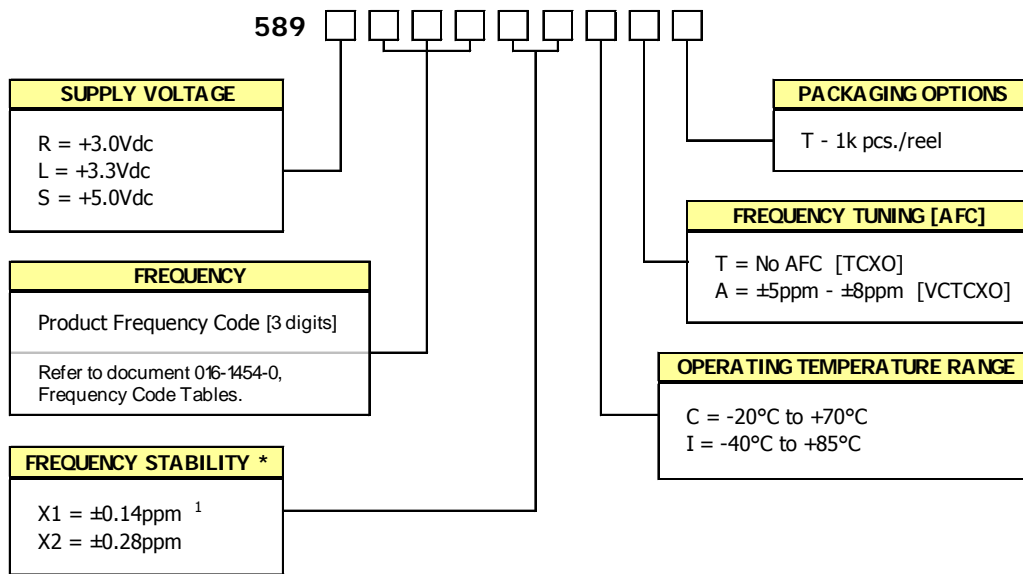 589
SUPPLY VOLTAGE
R = +3.0Vdc
L = +3.3Vdc
S = +5.0Vdc
FREQUENCY
Product Frequency Code [3 digits]
Refer to document 016-1454-0,
Frequency Code Tables.
FREQUENCY STABILITY *
X1 = ±0.14ppm 1
X2 = ±0.28ppm
PACKAGING OPTIONS
T - 1k pcs./reel
FREQUENCY TUNING [AFC]
T = No AFC [TCXO]
A = ±5ppm - ±8ppm [VCTCXO]
OPERATING TEMPERATURE RANGE
C = -20°C to +70°C
I = -40°C to +85°C